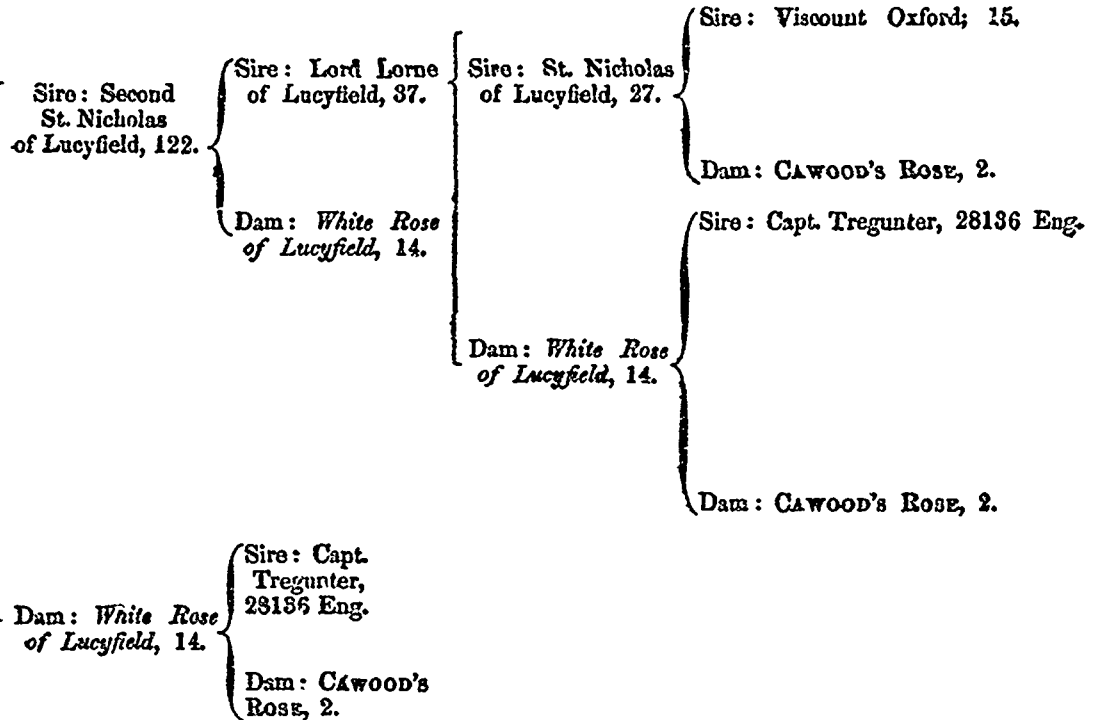 Sire: Viscount Oxford; 15.
Sire: Lord Lorne
of Lucyfield, 37.
Sire: St. Nicholas
of Lucyfield, 27.
Sire: Second
St. Nicholas
of Lucyfield, 122.
Dam: CAWOOD'S ROSE, 2.
Dam: White Rose
of Lucyfield, 14.
Sire: Capt. Tregunter, 28136 Eng.
Dam: White Rose
of Lucyfield, 14.
Dam: CAWOOD'S ROSE, 2.
Sire: Capt.
Tregunter,
28136 Eng.
Dam: White Rose
of Lucyfield, 14.
Dam: CAWOOD'S
ROSE, 2.